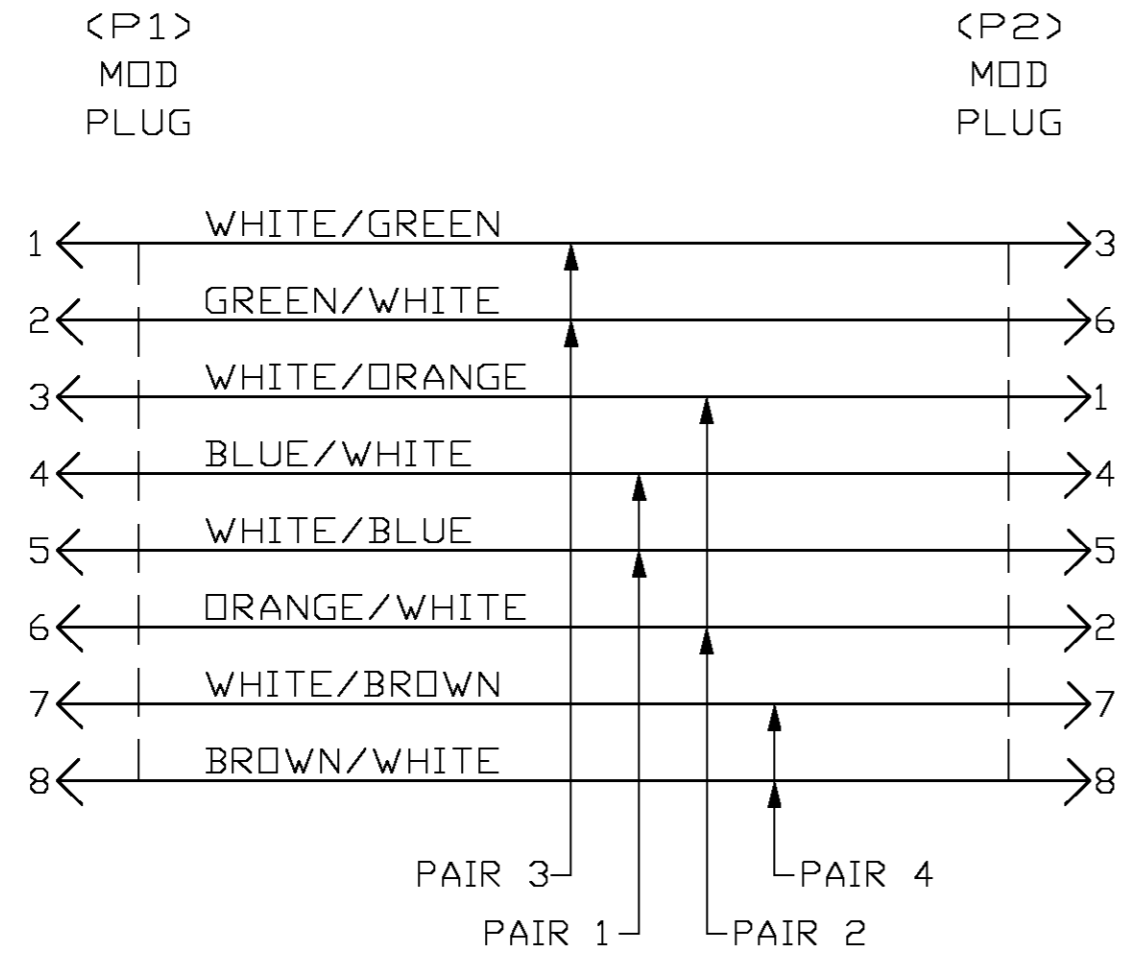 (P1) (P2)
MOD MOD
PLUG PLUG
1 WHITE/GREEN 3
2 GREEN/WHITE 6
3 WHITE/ORANGE 1
4 BLUE/WHITE 4
5 WHITE/BLUE 5
6 ORANGE/WHITE 2
7 WHITE/BROWN 7
8 BROWN/WHITE 8
PAIR 3 PAIR 4
PAIR 1 PAIR 2